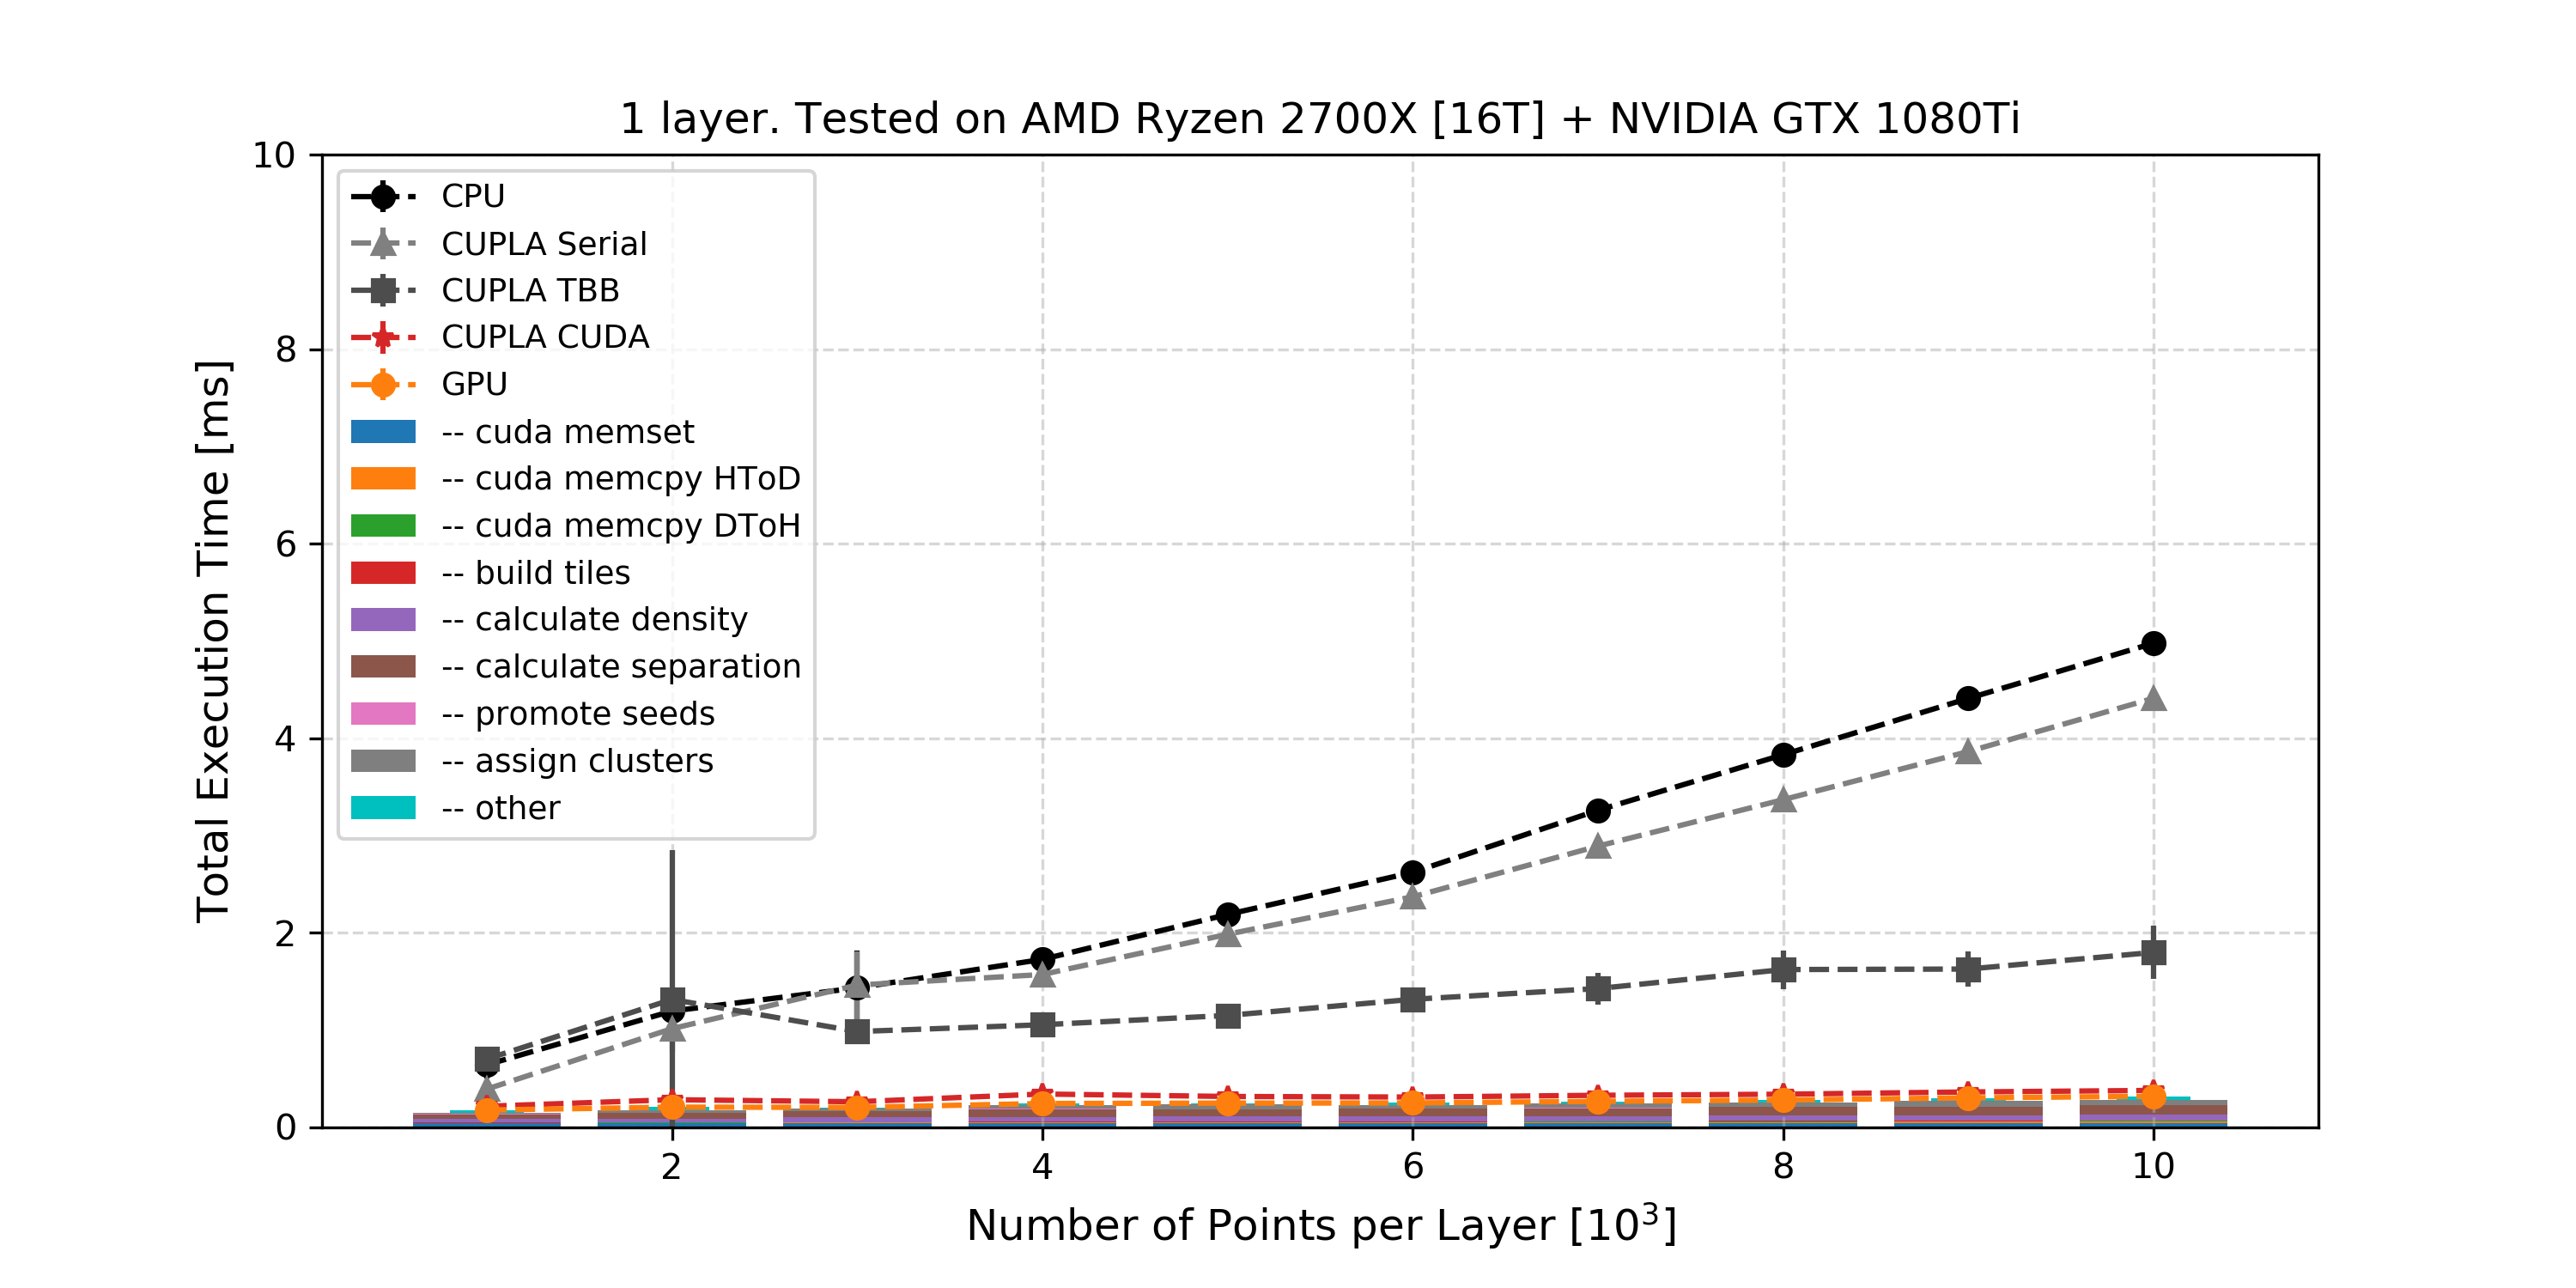 1 layer. Tested on AMD Ryzen 2700X [16T] + NVIDIA GTX 1080Ti
Total Execution Time [ms]
10
8
6
4
2
0
CPU
CUPLA Serial
CUPLA TBB
CUPLA CUDA
GPU
-- cuda memset
-- cuda memcpy HToD
-- cuda memcpy DToH
-- build tiles
-- calculate density
-- calculate separation
-- promote seeds
-- assign clusters
-- other
2 4 6 8 10
Number of Points per Layer [10³]